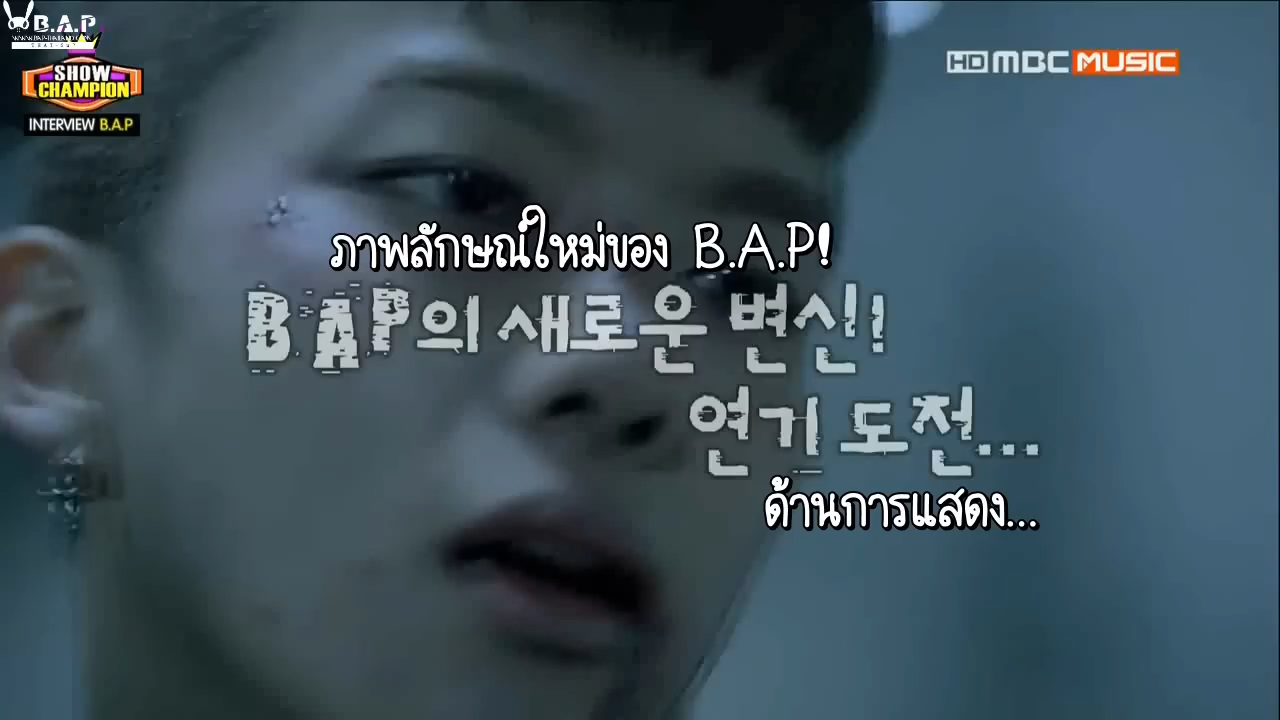 B.A.P
SHOW
CHAMPION
INTERVIEW B.A.P
HD MBC MUSIC
ภาพลักษณ์ใหม่ของ B.A.P!
B.A.P의 새로운 변신!
연기 도전...
ด้านการแสดง...